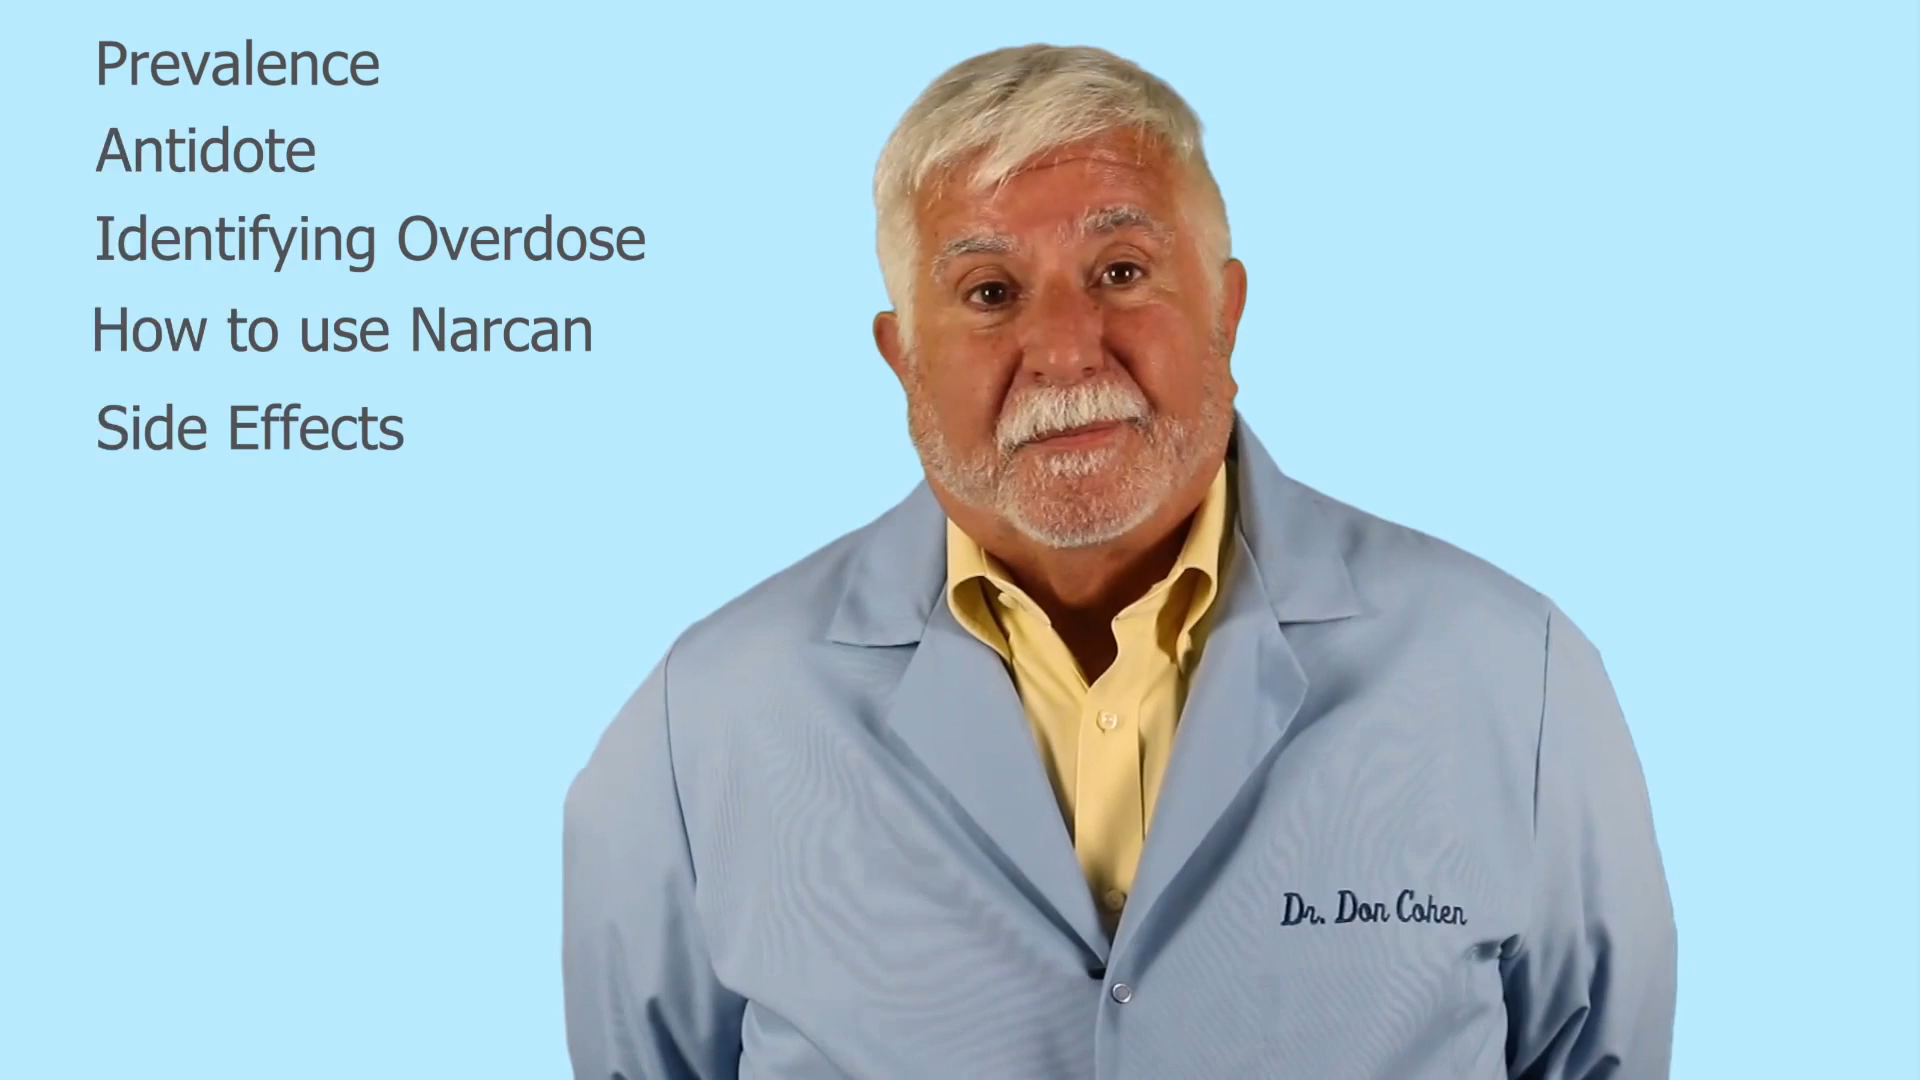 Prevalence
Antidote
Identifying Overdose
How to use Narcan
Side Effects
Dr. Don Cohen